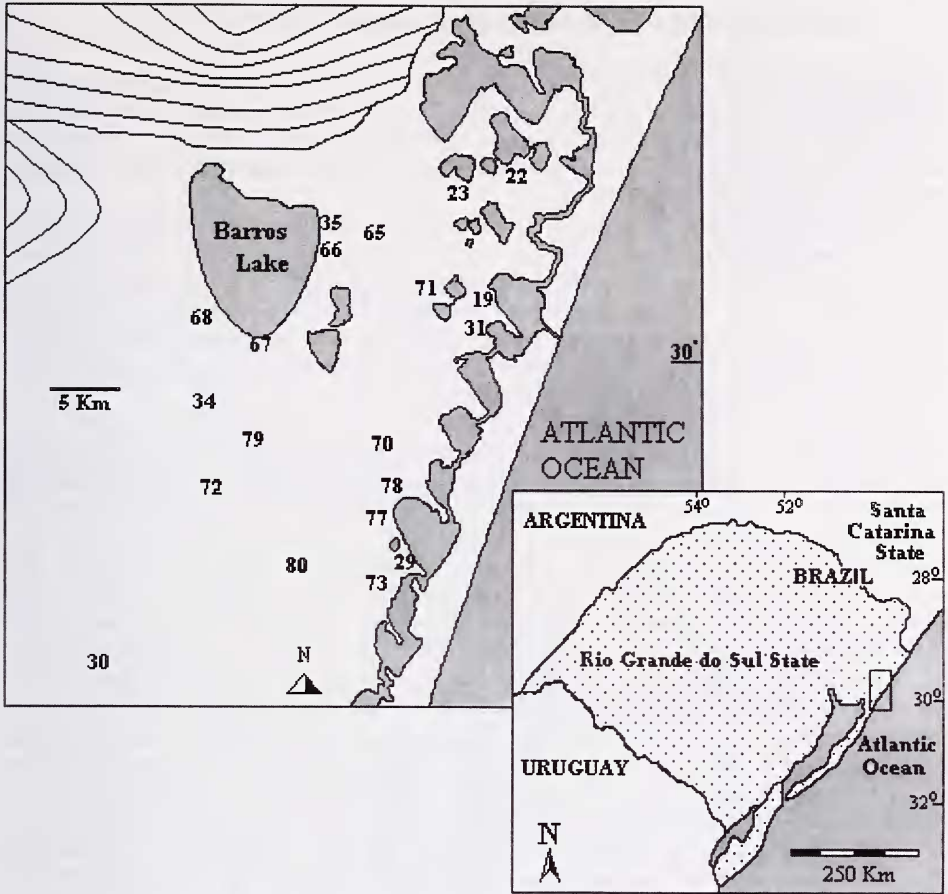 22
23
35
65
Barros
Lake
66
71
19
68
31
67
30°
5 Km
34
79
70
ATLANTIC
OCEAN
72
78
77
29
80
73
30
N
54º
52º
ARGENTINA
Santa
Catarina
State
BRAZIL
28º
Rio Grande do Sul State
30º
Atlantic
Ocean
URUGUAY
32º
N
250 Km